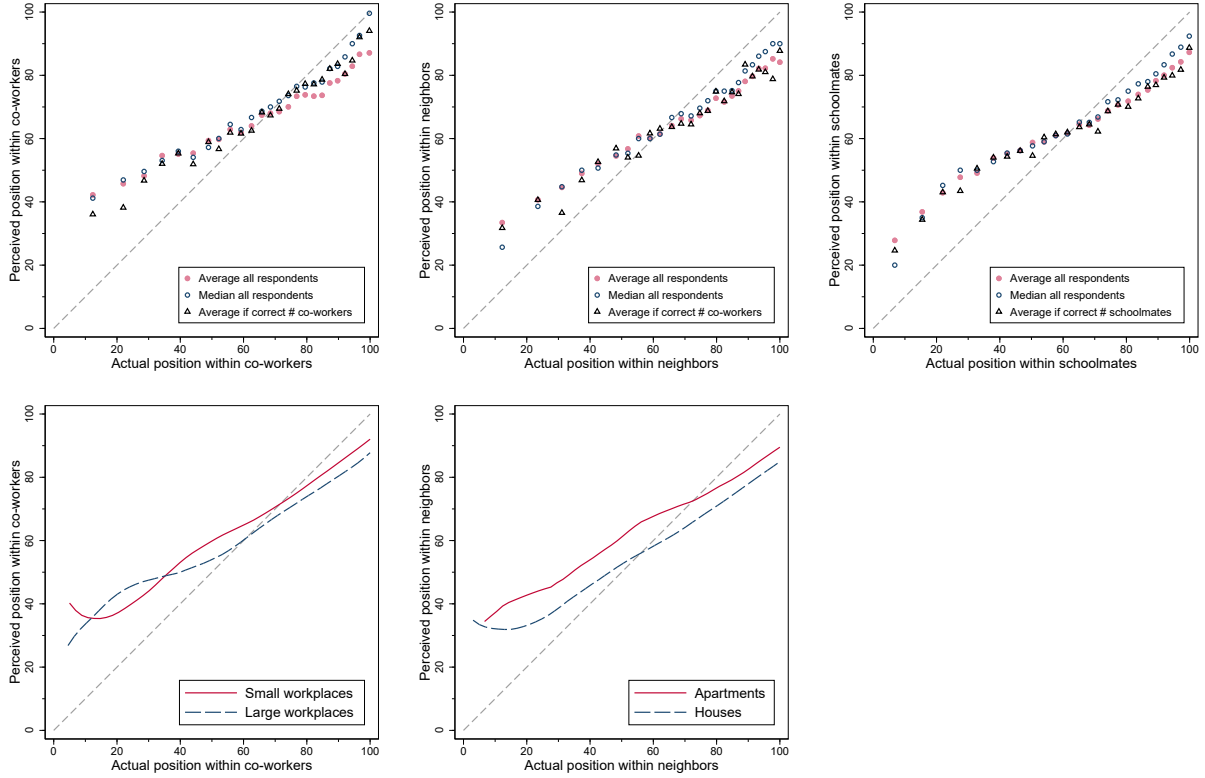 Perceived position within co-workers
100
80
60
40
20
0
0 20 40 60 80 100
Actual position within co-workers
Average all respondents
Median all respondents
Average if correct # co-workers
Perceived position within neighbors
100
80
60
40
20
0
0 20 40 60 80 100
Actual position within neighbors
Average all respondents
Median all respondents
Average if correct # co-workers
Perceived position within schoolmates
100
80
60
40
20
0
0 20 40 60 80 100
Actual position within schoolmates
Average all respondents
Median all respondents
Average if correct # schoolmates
Perceived position within co-workers
100
80
60
40
20
0
0 20 40 60 80 100
Actual position within co-workers
Small workplaces
Large workplaces
Perceived position within neighbors
100
80
60
40
20
0
0 20 40 60 80 100
Actual position within neighbors
Apartments
Houses